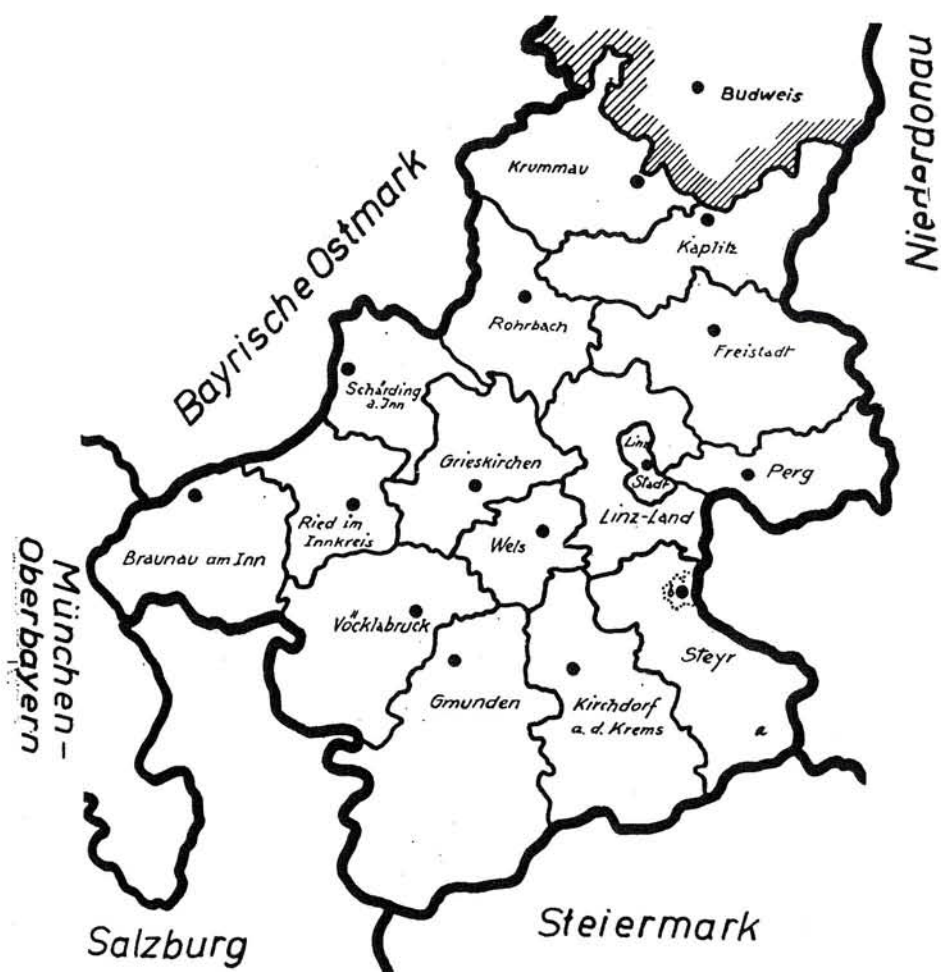 Budweis
Niederdonau
Krummau
Kaplitz
Bayrische Ostmark
Rohrbach
Freistadt
Schärding
a. Inn
Grieskirchen
Linz
Stadt
Perg
Linz-Land
Ried im
Innkreis
Wels
Braunau am Inn
München-
Oberbayern
Vöcklabruck
b
Steyr
Gmunden
Kirchdorf
a. d. Krems
a
Salzburg
Steiermark